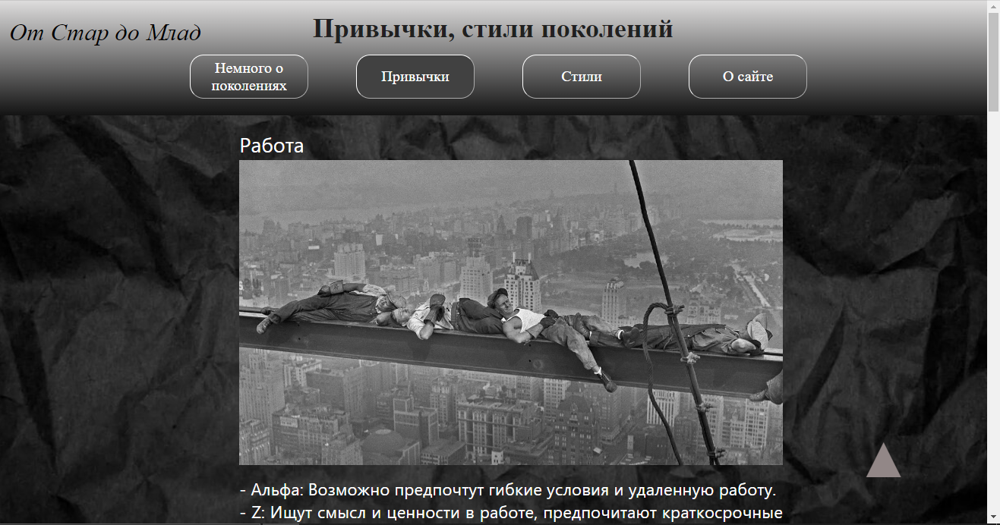 От Стар до Млад
Привычки, стили поколений
Немного о
поколениях
Привычки
Стили
О сайте
Работа
- Альфа: Возможно предпочтут гибкие условия и удаленную работу.
- Z: Ищут смысл и ценности в работе, предпочитают краткосрочные